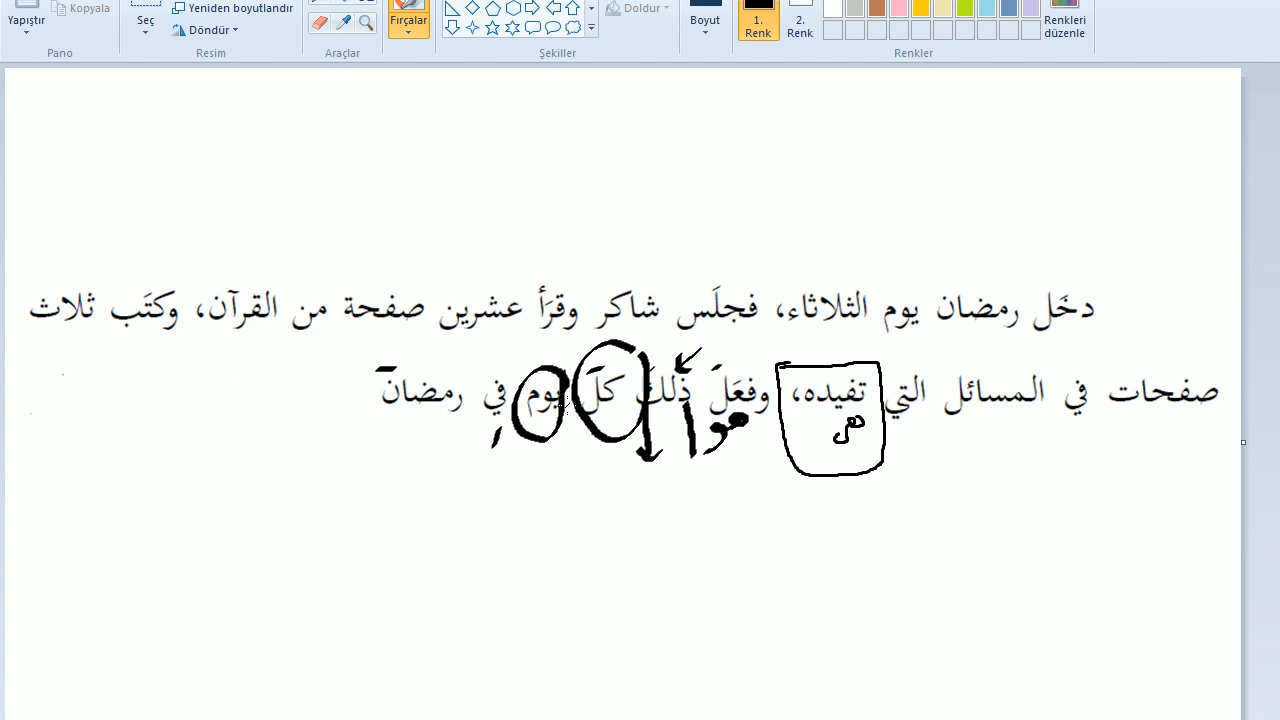 Yapıştır
Kopyala
Pano
Seç
Yeniden boyutlandır
Döndür
Resim
Araçlar
Fırçalar
Şekiller
Doldur
Boyut
1.
Renk
2.
Renk
Renkler
Renkleri
düzenle
دخَل رمضان يوم الثلاثاء، فجلَس شاكر وقرَأ عشرين صفحة من القرآن، وكتَب ثلاث
صفحات في المسائل التي تفيده، وفعَلَ ذٰلكَ كلَّ يوم في رمضانَ
هو